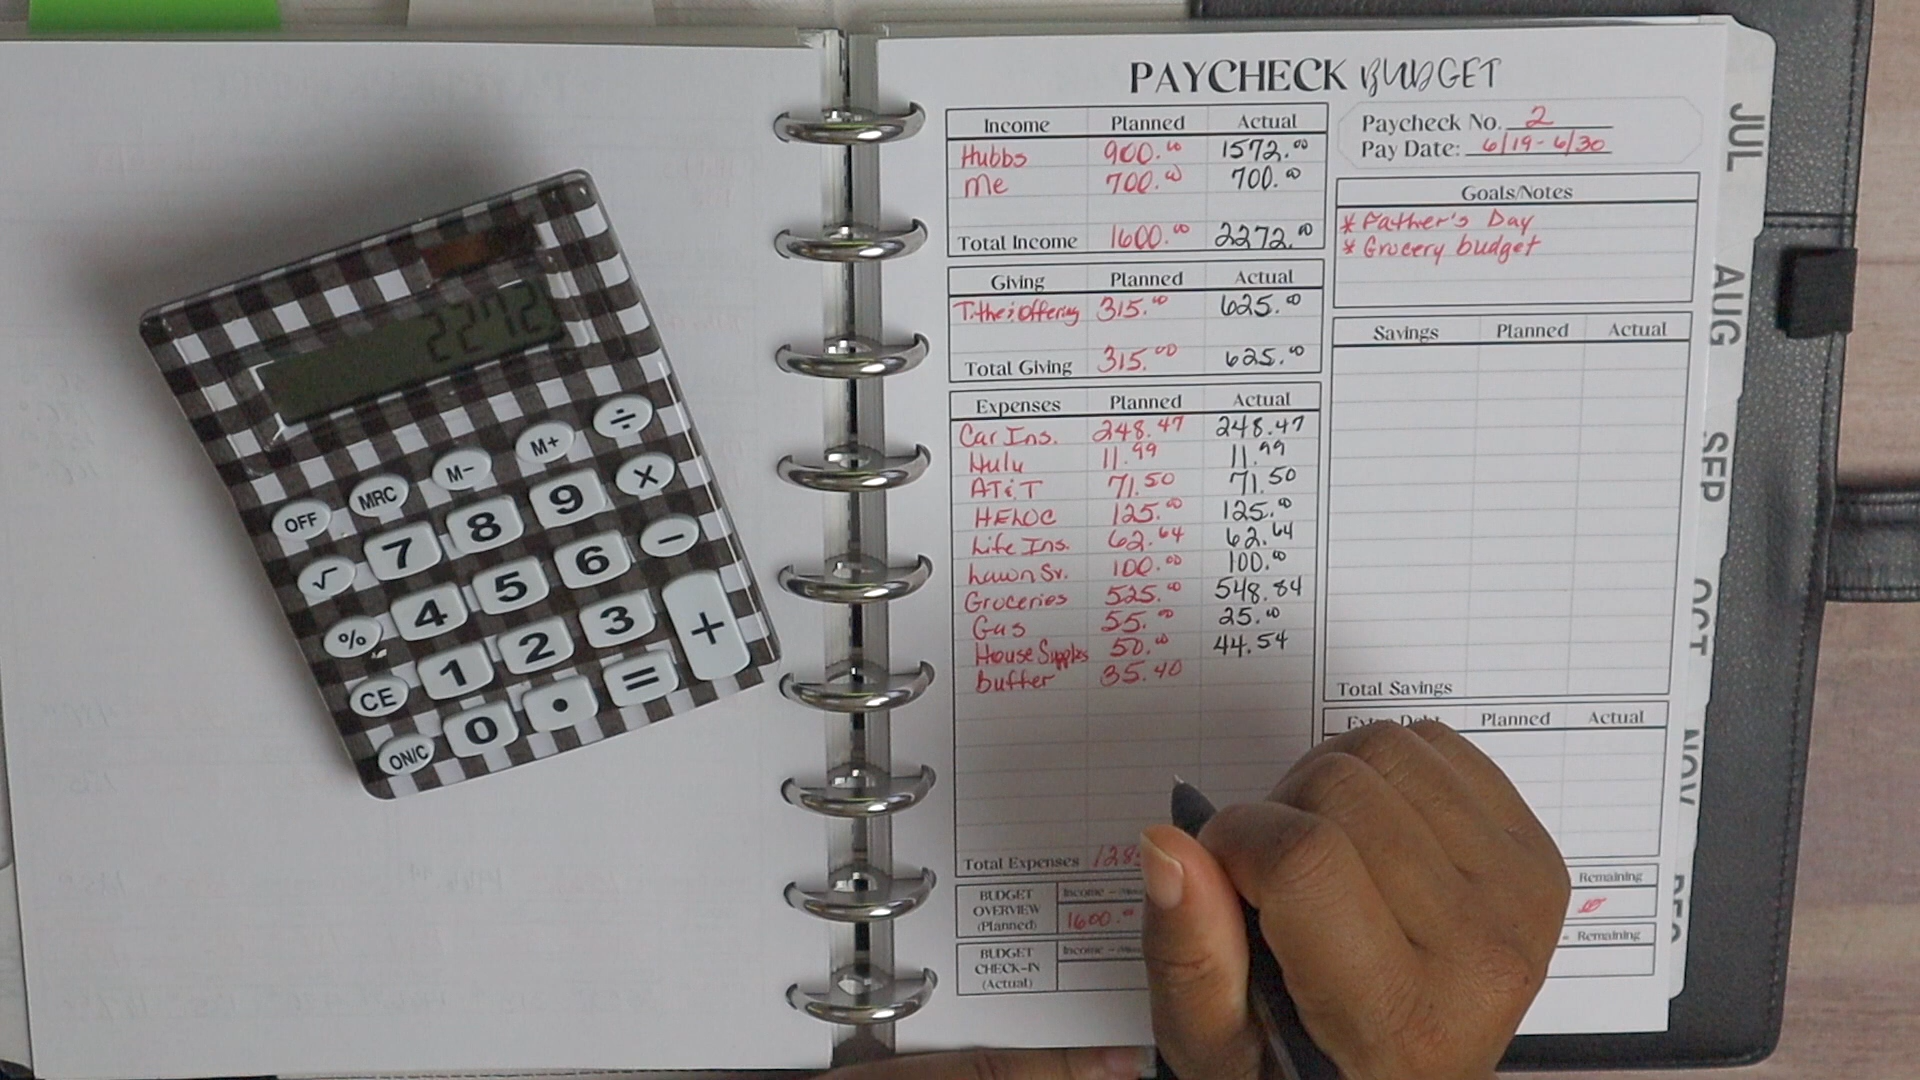 PAYCHECK BUDGET
Income Planned Actual
Hubbs 900.00 1572.00
Me 700.00 700.00
Total Income 1600.00 2272.00
Giving Planned Actual
Tithe & Offering 315.00 625.00
Total Giving 315.00 625.00
Expenses Planned Actual
Car Ins. 248.47 248.47
Hulu 11.99 11.99
AT&T 71.50 71.50
HELOC 125.00 125.00
Life Ins. 62.64 62.64
Lawn Sr. 100.00 100.00
Groceries 525.00 548.84
Gas 55.00 25.00
House Supplies 50.00 44.54
Buffer 35.40
Total Expenses 128
BUDGET OVERVIEW (Planned)
Income –
1600.00
Remaining
BUDGET CHECK-IN (Actual)
Income –
= Remaining
Paycheck No. 2
Pay Date: 6/19 - 6/30
Goals/Notes
* Father's Day
* Grocery budget
Savings Planned Actual
Total Savings
Extra Debt Planned Actual
JUL
AUG
SEP
OCT
NOV
DEC
2272.
OFF MRC M- M+ ÷
√ 7 8 9 X
% 4 5 6 −
CE 1 2 3 +
ON/C 0 • =